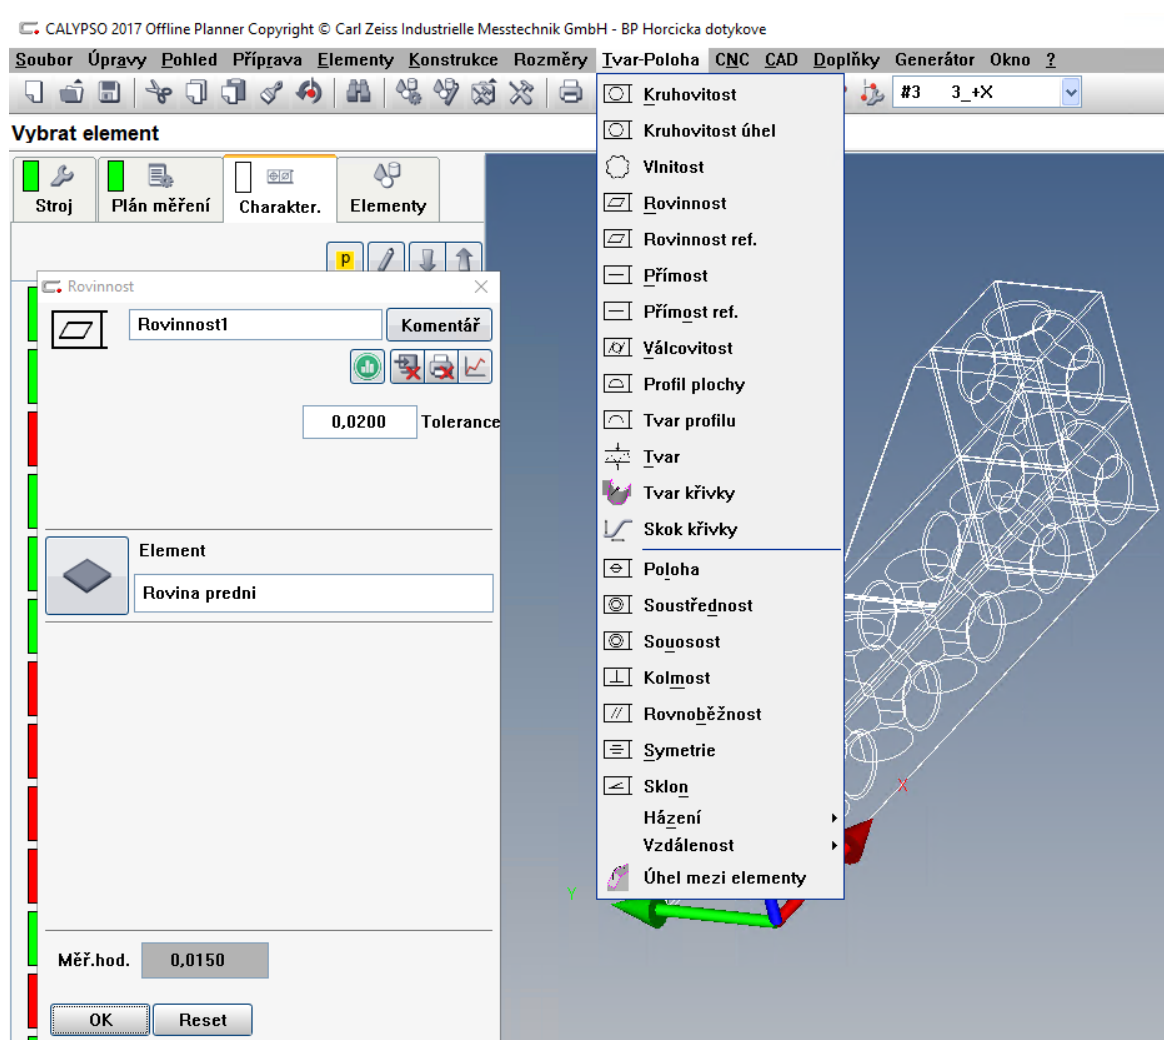 CALYPSO 2017 Offline Planner Copyright © Carl Zeiss Industrielle Messtechnik GmbH - BP Horcicka dotykove
Soubor Úpravy Pohled Příprava Elementy Konstrukce Rozměry Tvar-Poloha CNC CAD Doplňky Generátor Okno ?
#3 3_+X
Vybrat element
Stroj Plán měření Charakter. Elementy
p
Rovinnost
Rovinnost1 Komentář
0,0200 Tolerance
Element
Rovina predni
Měř.hod. 0,0150
OK Reset
Kruhovitost
Kruhovitost úhel
Vlnitost
Rovinnost
Rovinnost ref.
Přímost
Přímost ref.
Válcovitost
Profil plochy
Tvar profilu
Tvar
Tvar křivky
Skok křivky
Poloha
Soustřednost
Souosost
Kolmost
Rovnoběžnost
Symetrie
Sklon
Házení
Vzdálenost
Úhel mezi elementy
X
Y